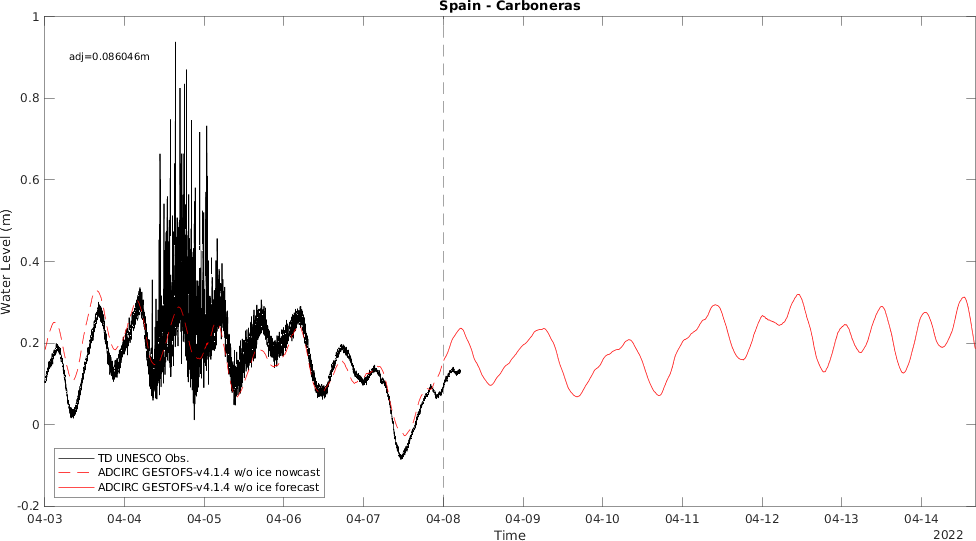 Spain - Carboneras
1
adj=0.086046m
0.8
0.6
0.4
0.2
0
-0.2
Water Level (m)
TD UNESCO Obs.
ADCIRC GESTOFS-v4.1.4 w/o ice nowcast
ADCIRC GESTOFS-v4.1.4 w/o ice forecast
04-03 04-04 04-05 04-06 04-07 04-08 04-09 04-10 04-11 04-12 04-13 04-14
Time
2022